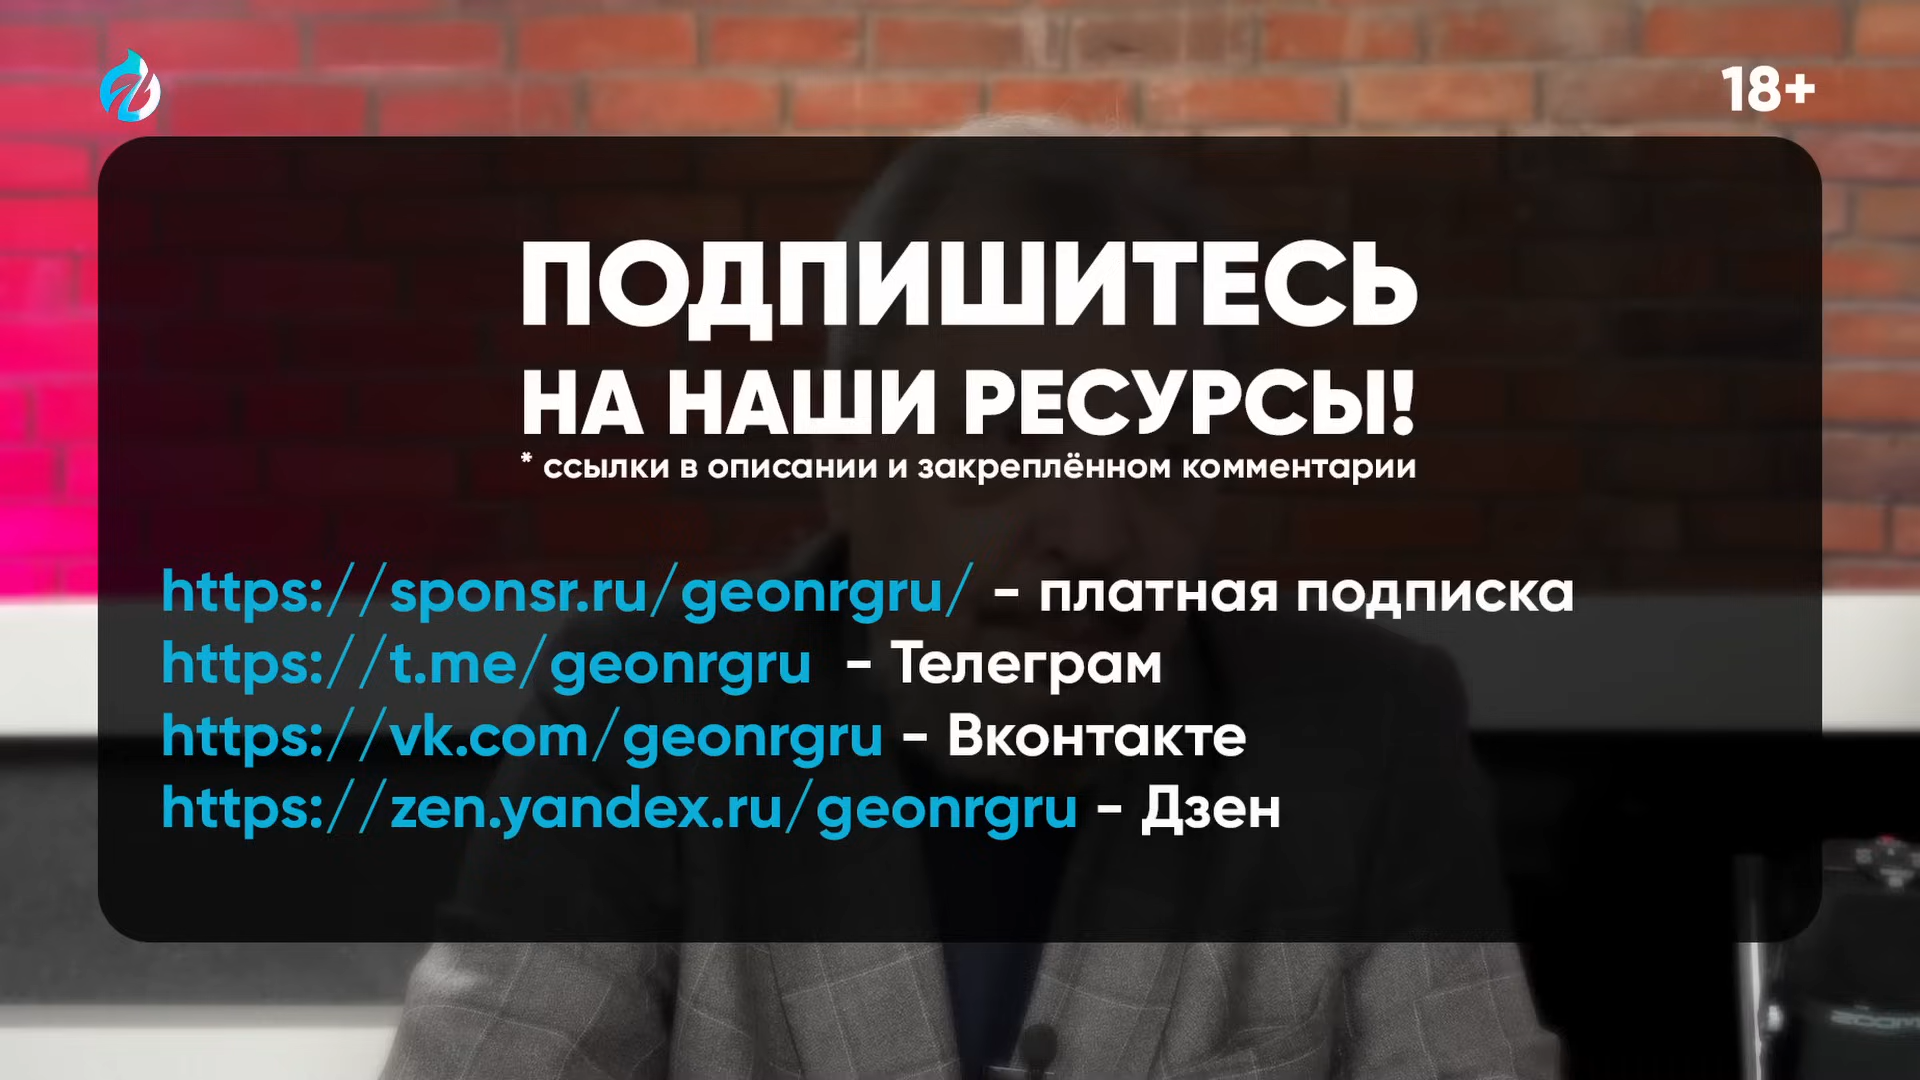 18+
ПОДПИШИТЕСЬ
НА НАШИ РЕСУРСЫ!
* ссылки в описании и закреплённом комментарии
https://sponsr.ru/geonrgru/ - платная подписка
https://t.me/geonrgru - Телеграм
https://vk.com/geonrgru - Вконтакте
https://zen.yandex.ru/geonrgru - Дзен
ZOOM